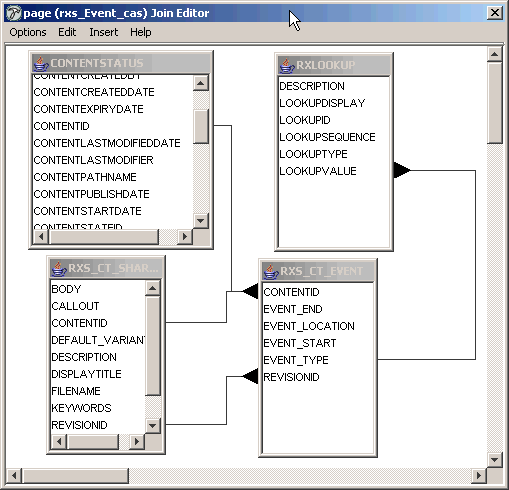 page (rxs_Event_cas) Join Editor
Options Edit Insert Help
CONTENTSTATUS
CONTENTCREATEDBY
CONTENTCREATEDDATE
CONTENTEXPIRYDATE
CONTENTID
CONTENTLASTMODIFIEDDATE
CONTENTLASTMODIFIER
CONTENTPATHNAME
CONTENTPUBLISHDATE
CONTENTSTARTDATE
CONTENTSTATEID
RXLOOKUP
DESCRIPTION
LOOKUPDISPLAY
LOOKUPID
LOOKUPSEQUENCE
LOOKUPTYPE
LOOKUPVALUE
RXS_CT_SHAR...
BODY
CALLOUT
CONTENTID
DEFAULT_VARIANT
DESCRIPTION
DISPLAYTITLE
FILENAME
KEYWORDS
REVISIONID
RXS_CT_EVENT
CONTENTID
EVENT_END
EVENT_LOCATION
EVENT_START
EVENT_TYPE
REVISIONID